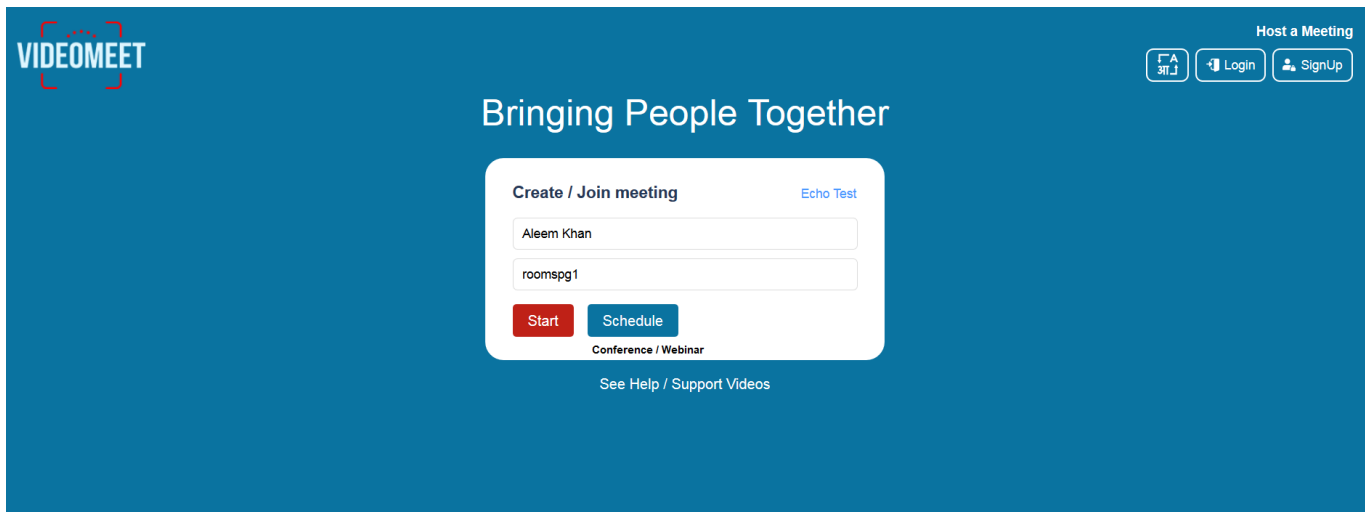 VIDEOMEET
Host a Meeting
A
आ
Login
SignUp
Bringing People Together
Create / Join meeting
Echo Test
Aleem Khan
roomspg1
Start
Schedule
Conference / Webinar
See Help / Support Videos